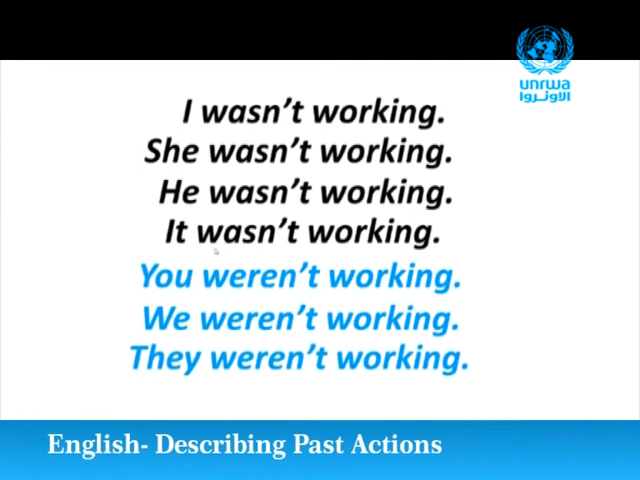 unrwa
الاونروا
I wasn't working.
She wasn't working.
He wasn't working.
It wasn't working.
You weren't working.
We weren't working.
They weren't working.
English- Describing Past Actions